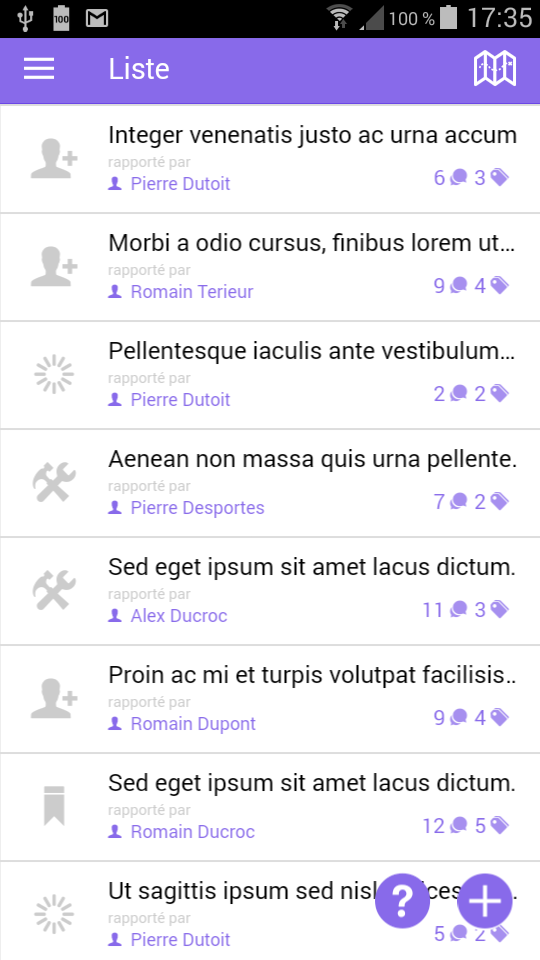 100
100 %
17:35
Liste
Integer venenatis justo ac urna accum
rapporté par
Pierre Dutoit
6 3
Morbi a odio cursus, finibus lorem ut...
rapporté par
Romain Terieur
9 4
Pellentesque iaculis ante vestibulum...
rapporté par
Pierre Dutoit
2 2
Aenean non massa quis urna pellente.
rapporté par
Pierre Desportes
7 2
Sed eget ipsum sit amet lacus dictum.
rapporté par
Alex Ducroc
11 3
Proin ac mi et turpis volutpat facilisis..
rapporté par
Romain Dupont
9 4
Sed eget ipsum sit amet lacus dictum.
rapporté par
Romain Ducroc
12 5
Ut sagittis ipsum sed nisl
? +
rapporté par
Pierre Dutoit
5 2